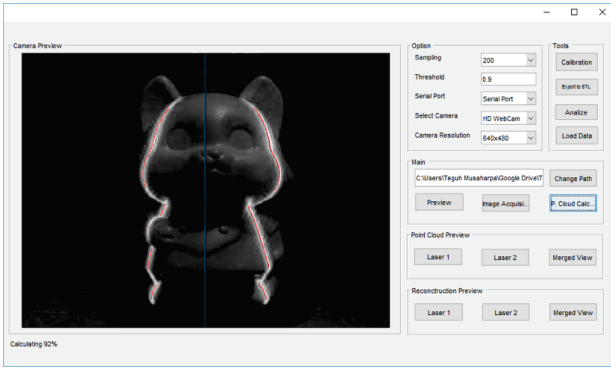 Camera Preview
Option
Sampling
200
Threshold
0.9
Serial Port
Serial Port
Select Camera
HD WebCam
Camera Resolution
640x480
Tools
Calibration
Export to STL
Analize
Load Data
Main
C:\Users\Teguh Musaharpa\Google Drive\T
Change Path
Preview
Image Acquisi...
P. Cloud Calc...
Point Cloud Preview
Laser 1
Laser 2
Merged View
Reconstruction Preview
Laser 1
Laser 2
Merged View
Calculating 92%